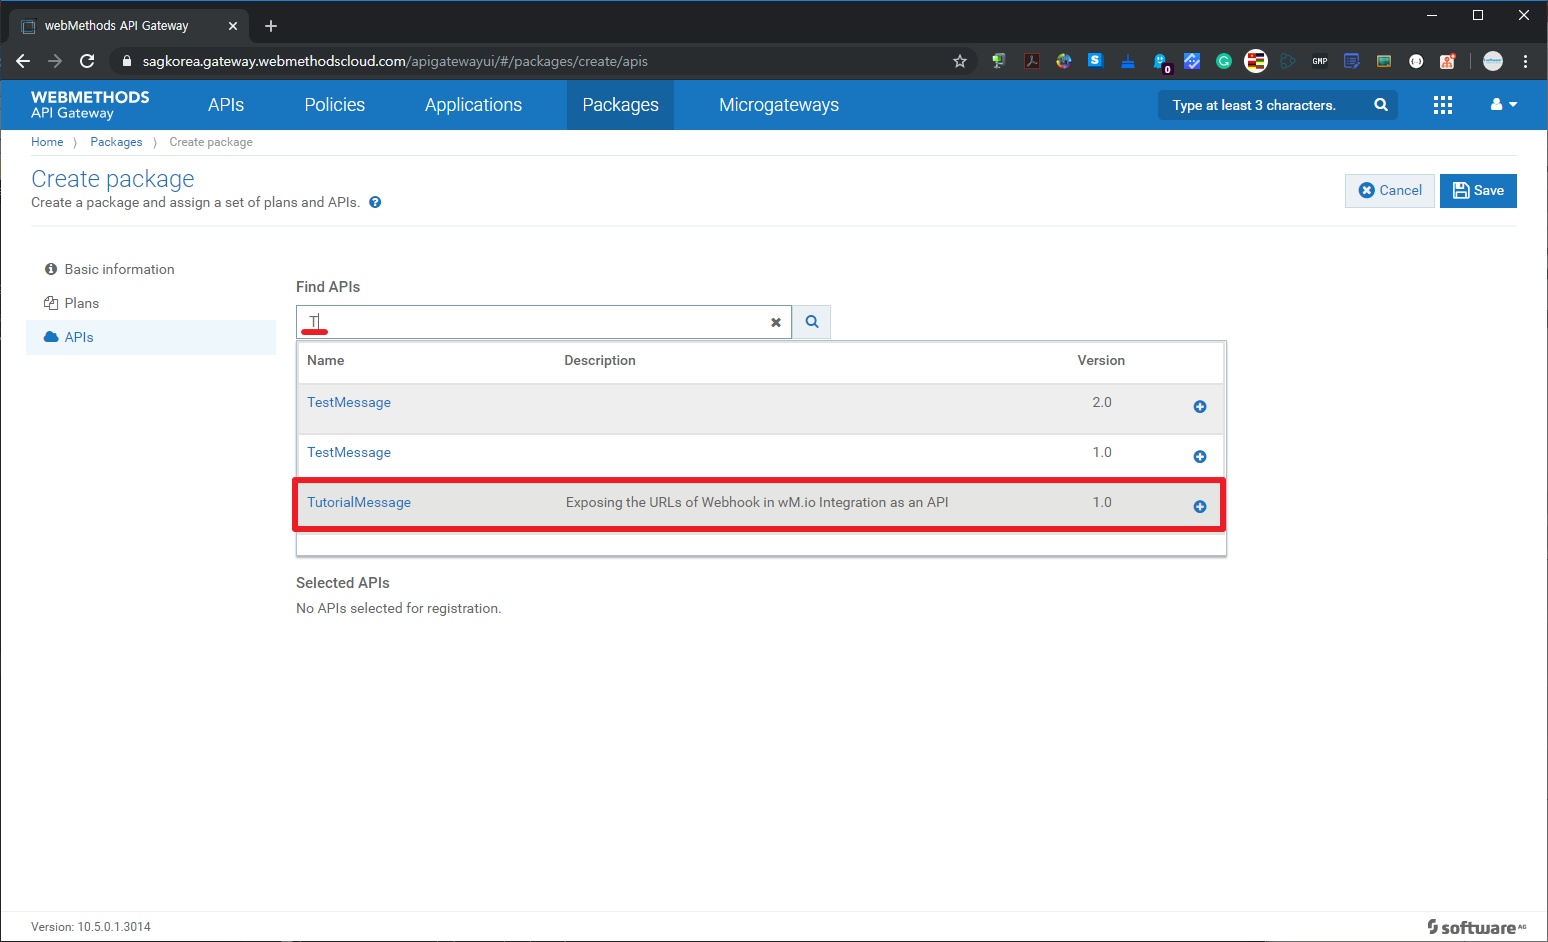 webMethods API Gateway
sagkorea.gateway.webmethodscloud.com/apigatewayui/#/packages/create/apis
S
0
G
GMP
WEBMETHODS
API Gateway
APIs
Policies
Applications
Packages
Microgateways
Type at least 3 characters.
Home
Packages
Create package
Create package
Create a package and assign a set of plans and APIs.
Cancel
Save
Basic information
Plans
APIs
Find APIs
T
Name Description Version
TestMessage 2.0
TestMessage 1.0
TutorialMessage Exposing the URLs of Webhook in wM.io Integration as an API 1.0
Selected APIs
No APIs selected for registration.
Version: 10.5.0.1.3014
software AG